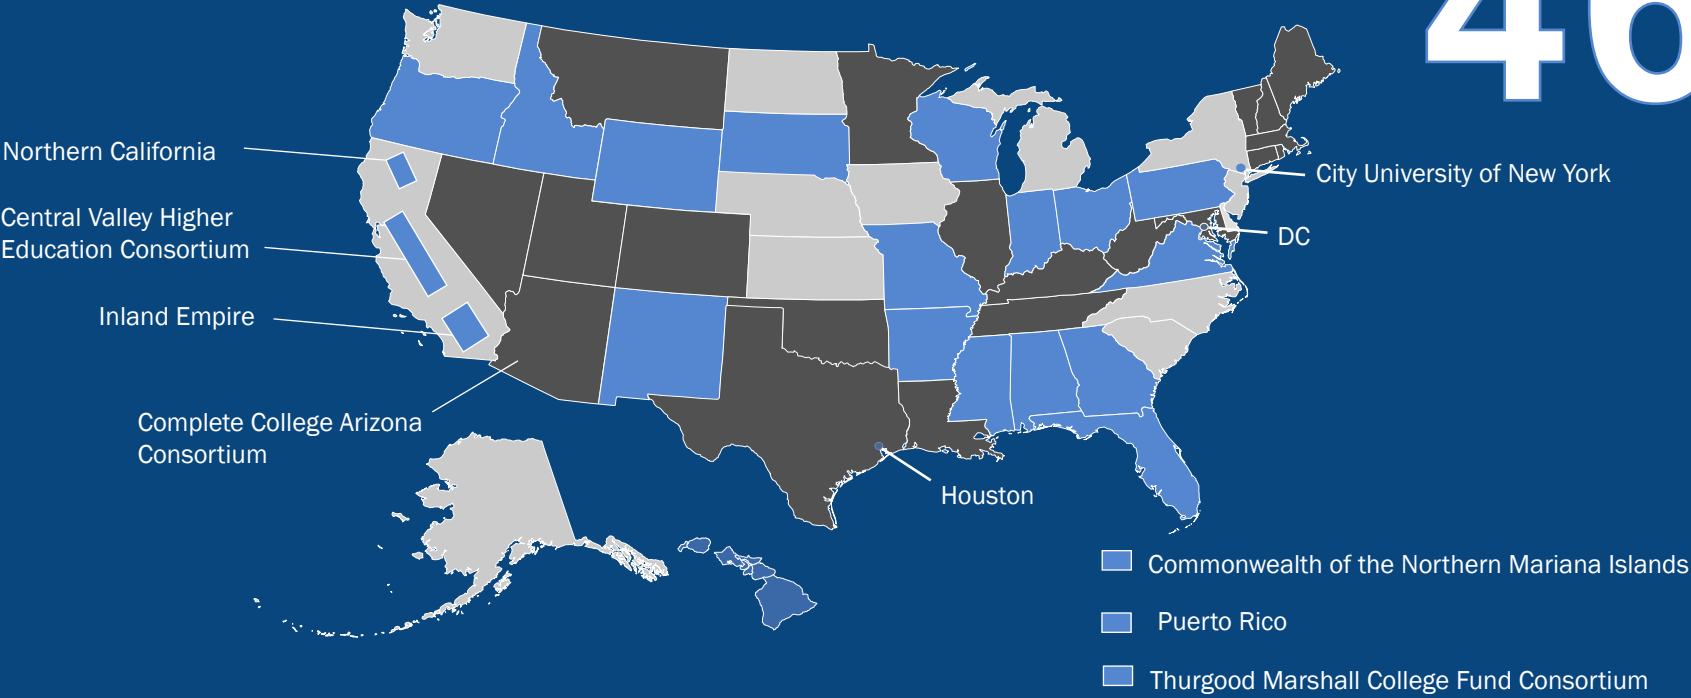 46
Northern California
Central Valley Higher
Education Consortium
Inland Empire
Complete College Arizona
Consortium
City University of New York
DC
Houston
Commonwealth of the Northern Mariana Islands
Puerto Rico
Thurgood Marshall College Fund Consortium